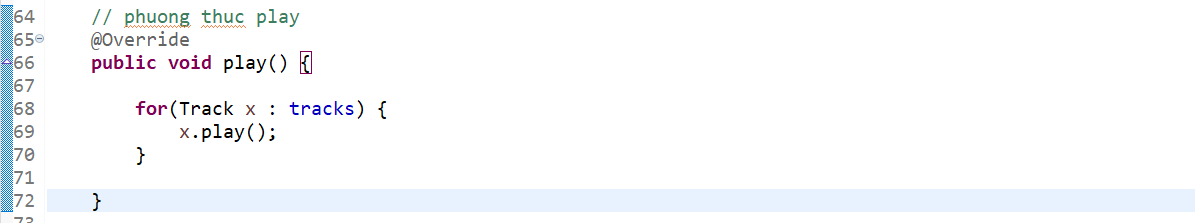 64 // phuong thuc play
65 @Override
66 public void play() {
67
68 for(Track x : tracks) {
69 x.play();
70 }
71
72 }
73